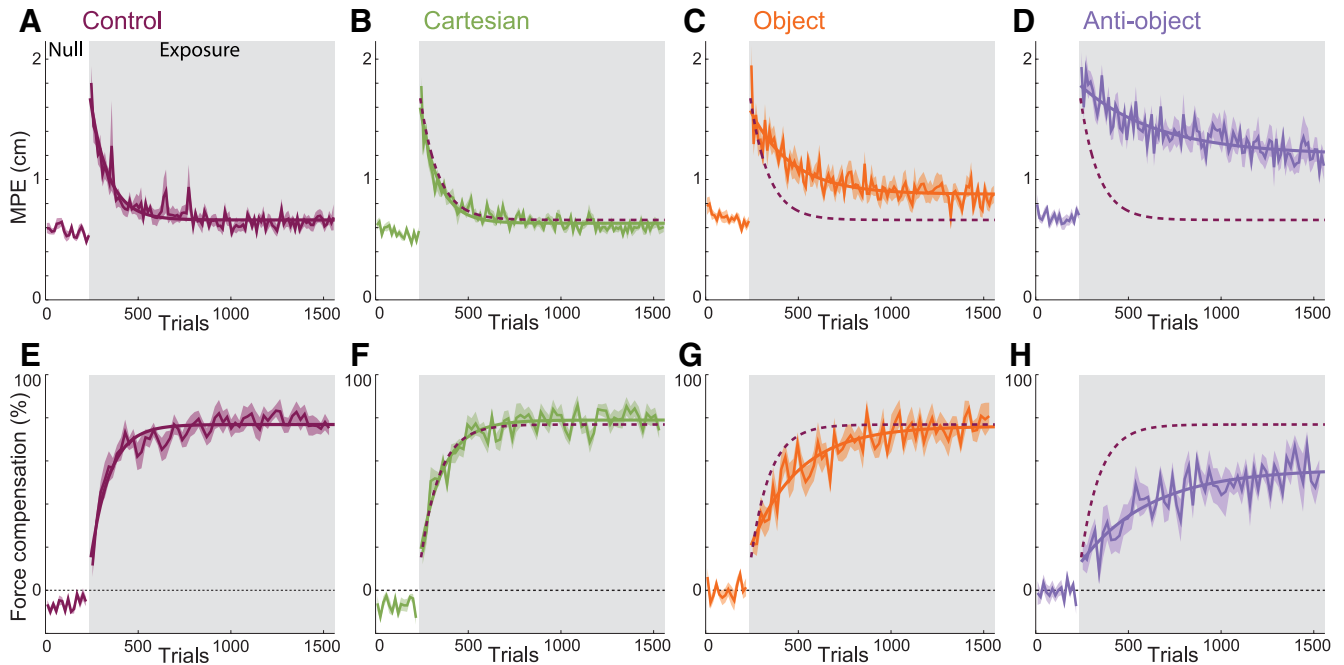 A Control
B Cartesian
C Object
D Anti-object
Null Exposure
MPE (cm)
2
1
0
0 500 1000 1500
Trials
2
1
0
0 500 1000 1500
Trials
2
1
0
0 500 1000 1500
Trials
2
1
0
0 500 1000 1500
Trials
E
F
G
H
Force compensation (%)
100
0
0 500 1000 1500
Trials
100
0
0 500 1000 1500
Trials
100
0
0 500 1000 1500
Trials
100
0
0 500 1000 1500
Trials